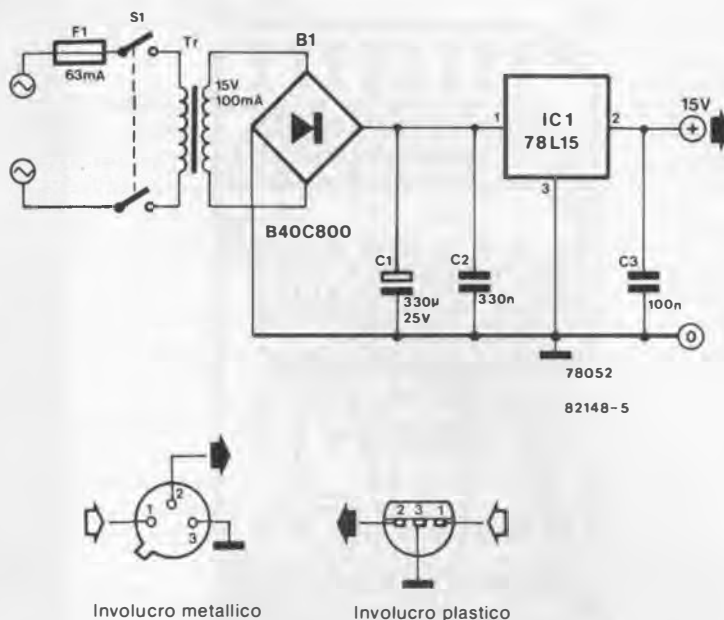 F1
S1
63mA
Tr
15V
100mA
B1
B40C800
C1
330µ
25V
C2
330n
1
IC1
78L15
2
3
15V
+
C3
100n
0
78052
82148-5
1
2
3
2 3 1
Involucro metallico
Involucro plastico